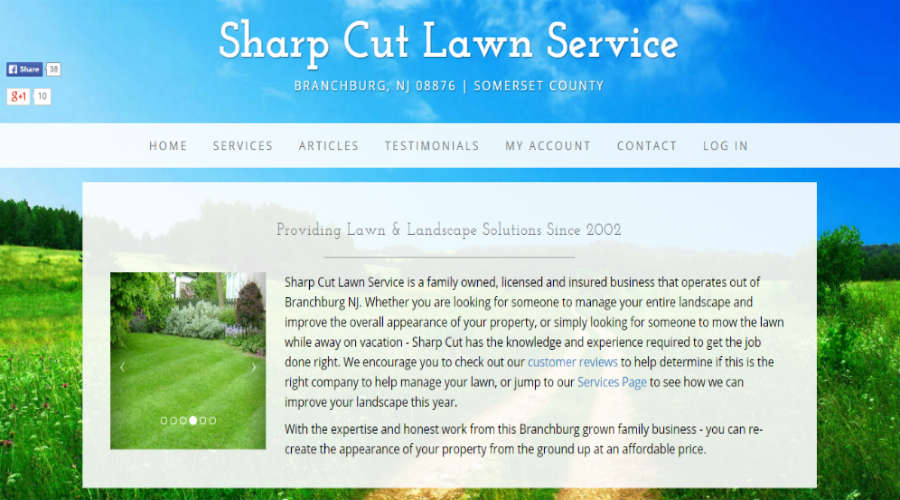 Sharp Cut Lawn Service
BRANCHBURG, NJ 08876 | SOMERSET COUNTY
Share 38
g+1 10
HOME SERVICES ARTICLES TESTIMONIALS MY ACCOUNT CONTACT LOG IN
Providing Lawn & Landscape Solutions Since 2002
Sharp Cut Lawn Service is a family owned, licensed and insured business that operates out of
Branchburg NJ. Whether you are looking for someone to manage your entire landscape and
improve the overall appearance of your property, or simply looking for someone to mow the lawn
while away on vacation - Sharp Cut has the knowledge and experience required to get the job
done right. We encourage you to check out our customer reviews to help determine if this is the
right company to help manage your lawn, or jump to our Services Page to see how we can
improve your landscape this year.
With the expertise and honest work from this Branchburg grown family business - you can re-
create the appearance of your property from the ground up at an affordable price.